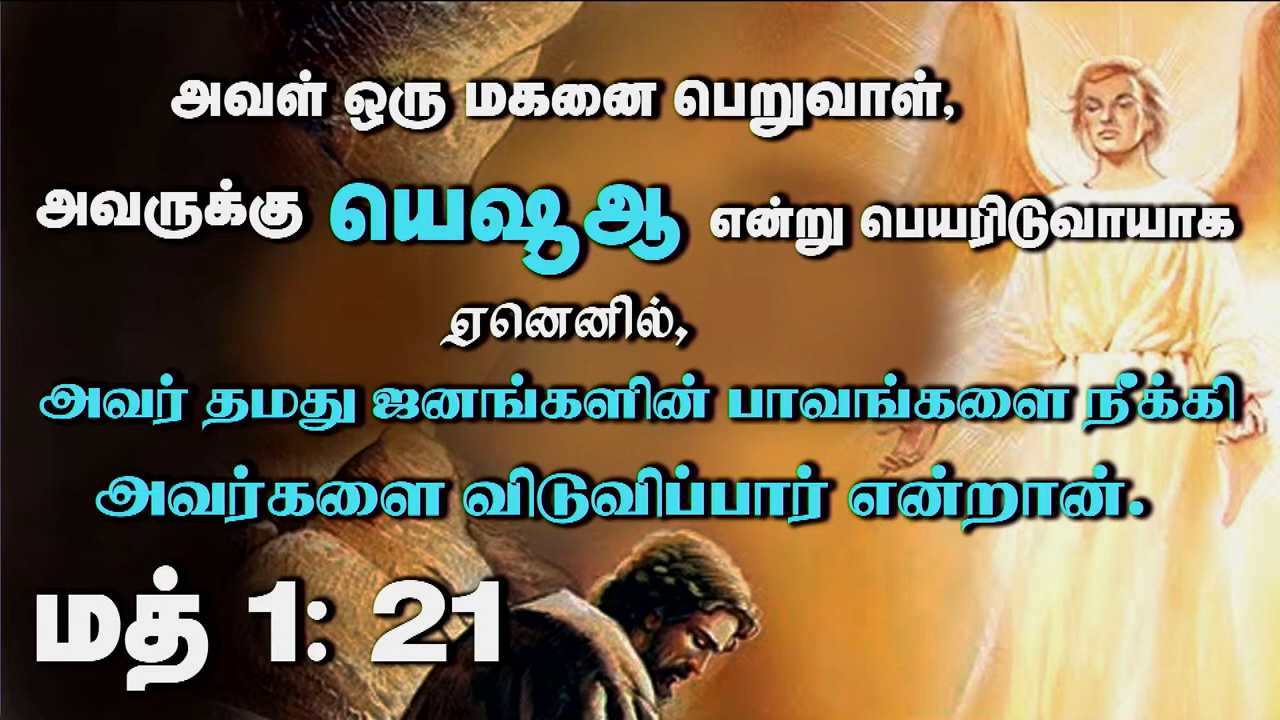 அவள் ஒரு மகனை பெறுவாள்,
அவருக்கு யெஷுஆ என்று பெயரிடுவாயாக
ஏனெனில்,
அவர் தமது ஜனங்களின் பாவங்களை நீக்கி
அவர்களை விடுவிப்பார் என்றான்.
மத் 1: 21